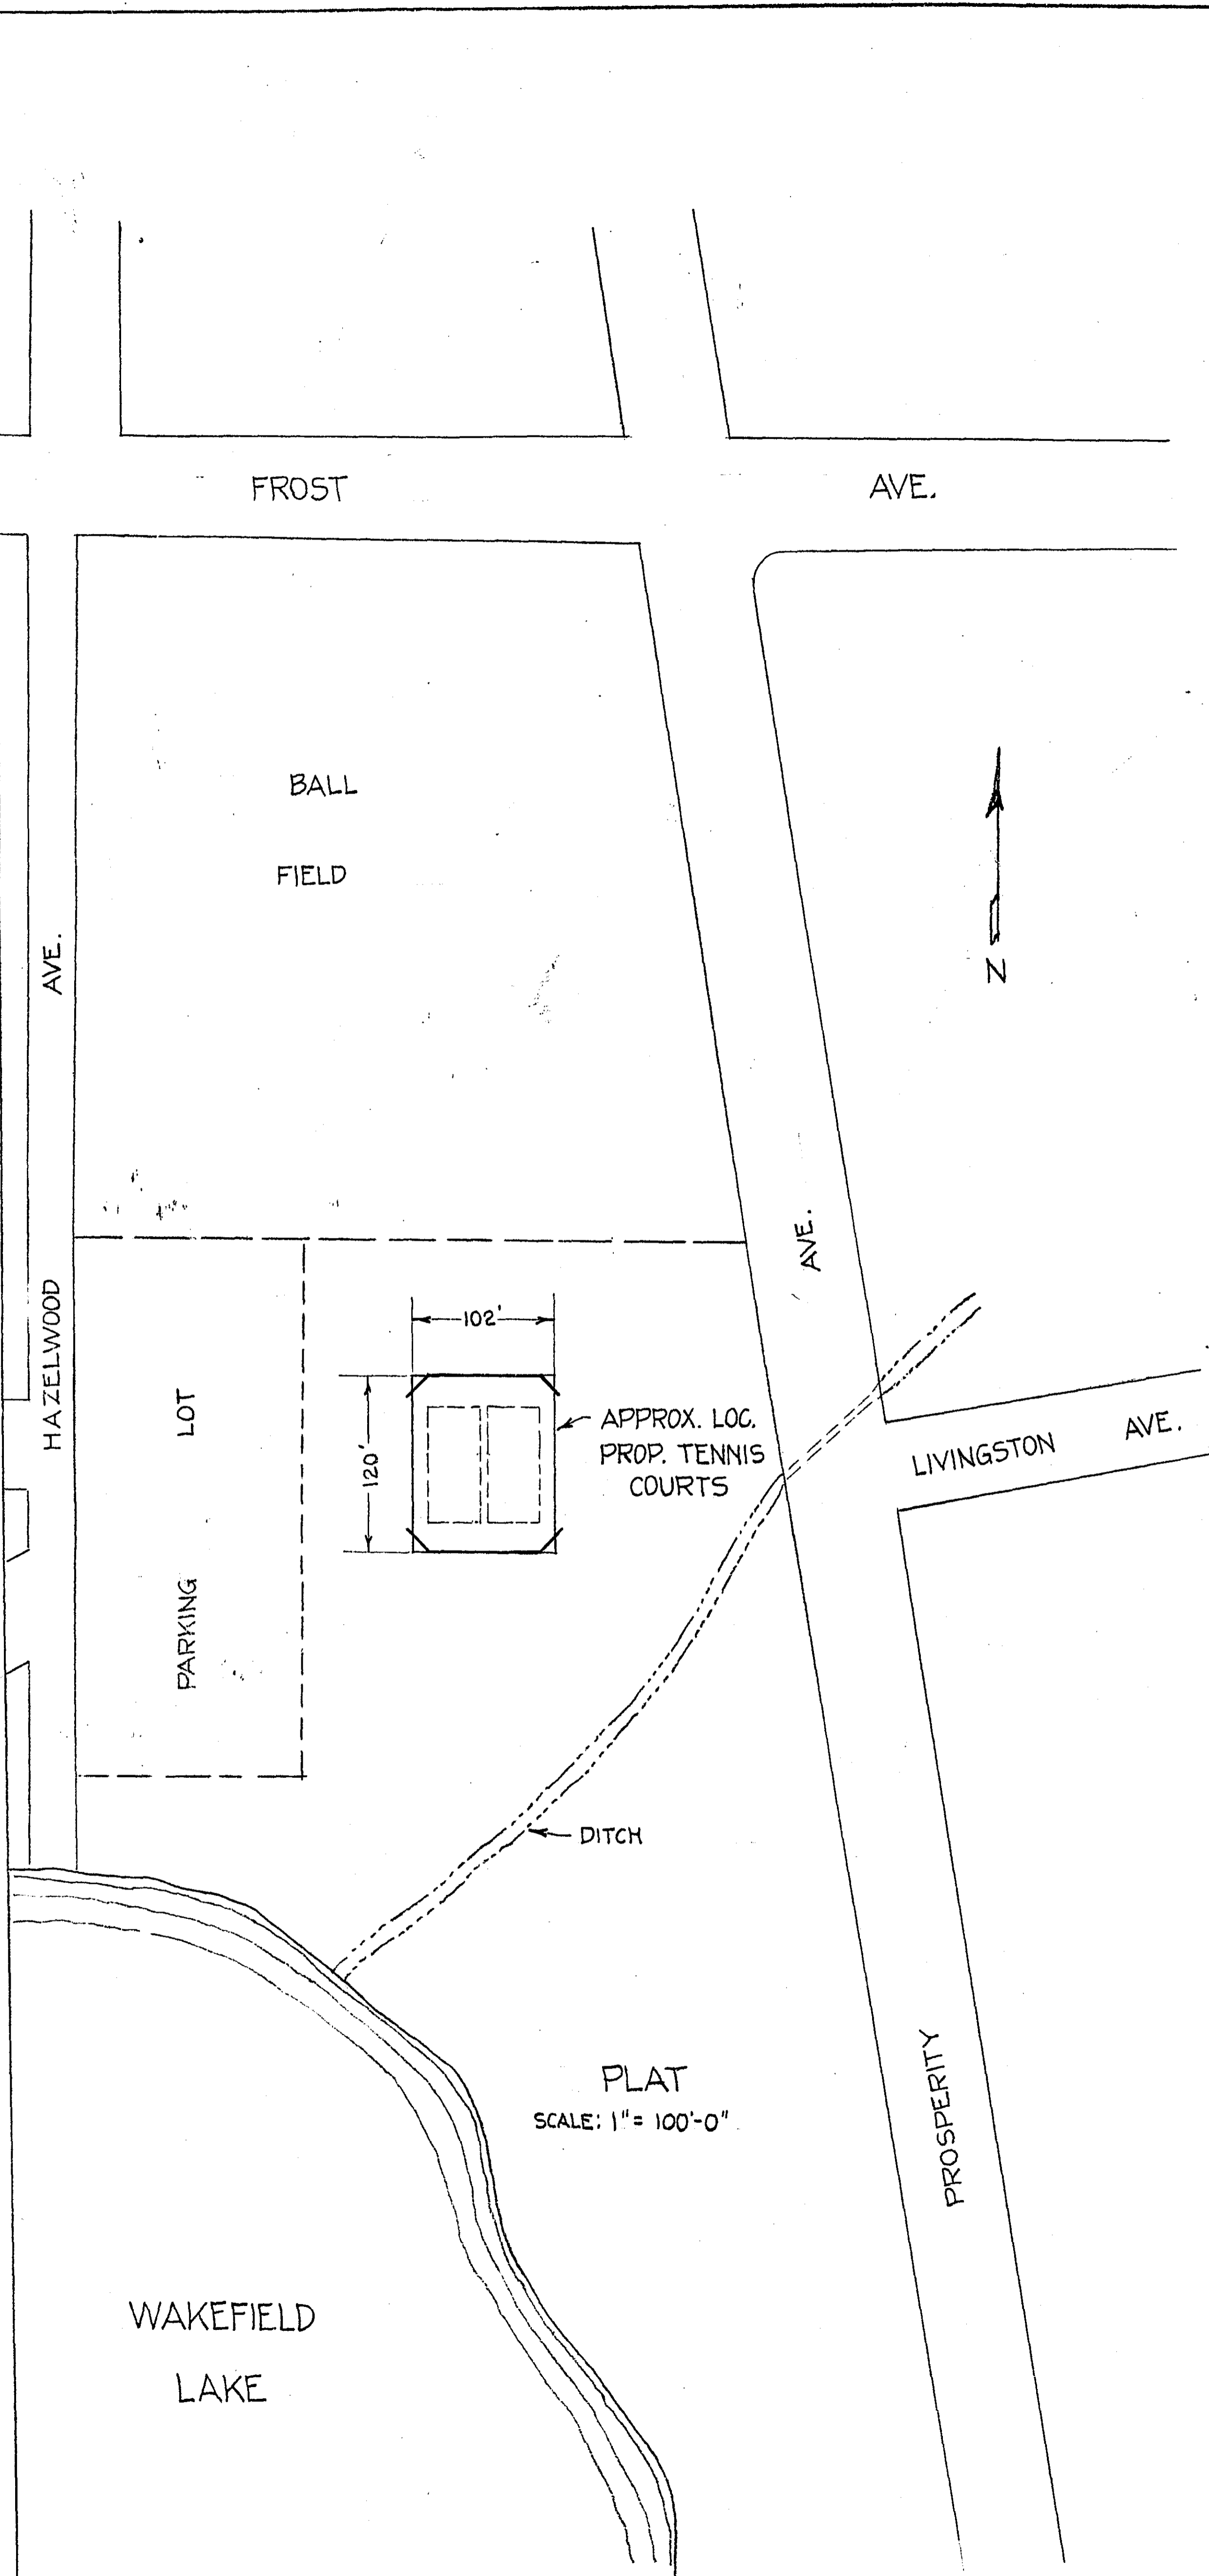 FROST AVE.
BALL
FIELD
N
HAZELWOOD AVE.
102'
120'
APPROX. LOC.
PROP. TENNIS
COURTS
PARKING LOT
LIVINGSTON AVE.
DITCH
PROSPERITY AVE.
PLAT
SCALE: 1" = 100'-0"
WAKEFIELD
LAKE